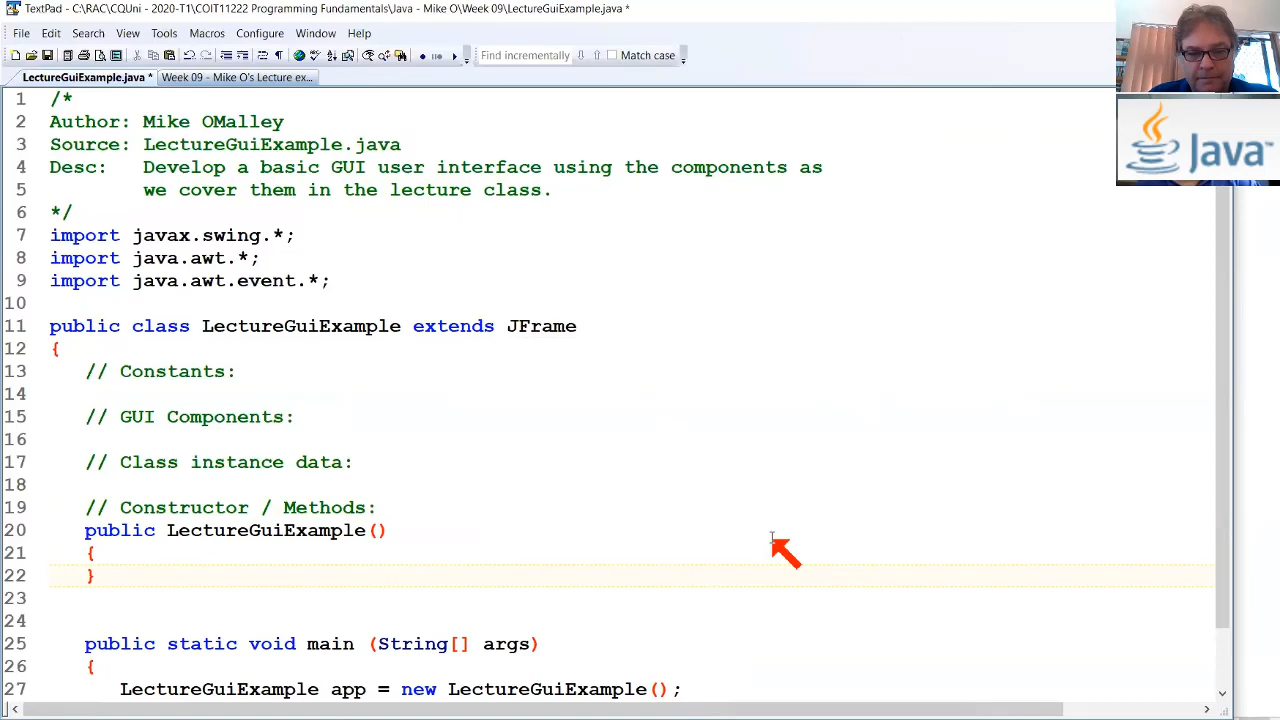 TextPad - C:\RAC\CQUni - 2020-T1\COIT11222 Programming Fundamentals\Java - Mike O\Week 09\LectureGuiExample.java *
File Edit Search View Tools Macros Configure Window Help
Find incrementally Match case
LectureGuiExample.java * Week 09 - Mike O's Lecture ex...
1 /*
2 Author: Mike OMalley
3 Source: LectureGuiExample.java
4 Desc: Develop a basic GUI user interface using the components as
5 we cover them in the lecture class.
6 */
7 import javax.swing.*;
8 import java.awt.*;
9 import java.awt.event.*;
10
11 public class LectureGuiExample extends JFrame
12 {
13 // Constants:
14
15 // GUI Components:
16
17 // Class instance data:
18
19 // Constructor / Methods:
20 public LectureGuiExample()
21 {
22 }
23
24
25 public static void main (String[] args)
26 {
27 LectureGuiExample app = new LectureGuiExample();
Java™